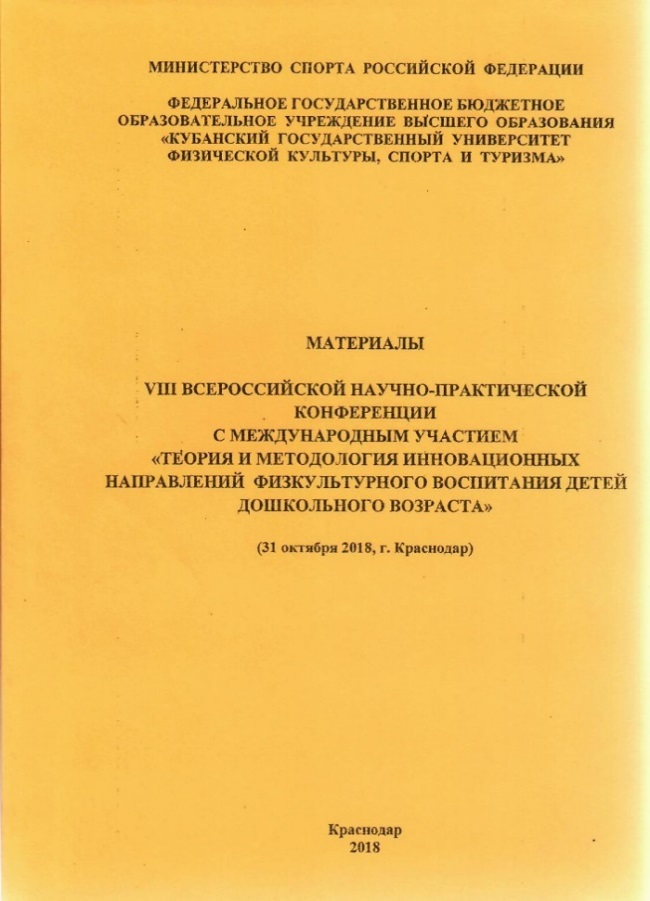 МИНИСТЕРСТВО СПОРТА РОССИЙСКОЙ ФЕДЕРАЦИИ
ФЕДЕРАЛЬНОЕ ГОСУДАРСТВЕННОЕ БЮДЖЕТНОЕ
ОБРАЗОВАТЕЛЬНОЕ УЧРЕЖДЕНИЕ ВЫСШЕГО ОБРАЗОВАНИЯ
«КУБАНСКИЙ ГОСУДАРСТВЕННЫЙ УНИВЕРСИТЕТ
ФИЗИЧЕСКОЙ КУЛЬТУРЫ, СПОРТА И ТУРИЗМА»
МАТЕРИАЛЫ
VIII ВСЕРОССИЙСКОЙ НАУЧНО-ПРАКТИЧЕСКОЙ
КОНФЕРЕНЦИИ
С МЕЖДУНАРОДНЫМ УЧАСТИЕМ
«ТЕОРИЯ И МЕТОДОЛОГИЯ ИННОВАЦИОННЫХ
НАПРАВЛЕНИЙ ФИЗКУЛЬТУРНОГО ВОСПИТАНИЯ ДЕТЕЙ
ДОШКОЛЬНОГО ВОЗРАСТА»
(31 октября 2018, г. Краснодар)
Краснодар
2018